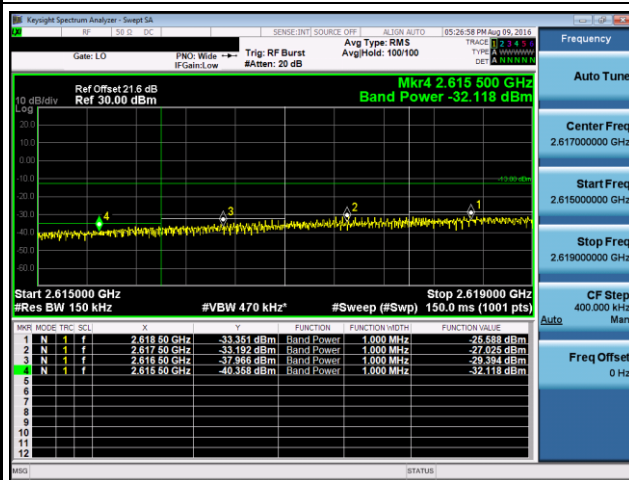 Keysight Spectrum Analyzer - Swept SA
RF 50 Ω DC SENSE:INT SOURCE OFF ALIGN AUTO 05:26:58 PM Aug 09, 2016
Gate: LO PNO: Wide Trig: RF Burst Avg Type: RMS TRACE 1 2 3 4 5 6
IFGain:Low #Atten: 20 dB Avg|Hold: 100/100 TYPE A WWWWW
DET A N N N N N
Ref Offset 21.6 dB Mkr4 2.615 500 GHz
10 dB/div Ref 30.00 dBm Band Power -32.118 dBm
Log
20.0
10.0
0.00
-10.0
-13.00 dBm
-20.0
-30.0
-40.0
-50.0
-60.0
4 3 2 1
Start 2.615000 GHz Stop 2.619000 GHz
#Res BW 150 kHz #VBW 470 kHz* #Sweep (#Swp) 150.0 ms (1001 pts)
MKR MODE TRC SCL X Y FUNCTION FUNCTION WIDTH FUNCTION VALUE
1 N 1 f 2.618 50 GHz -33.351 dBm Band Power 1.000 MHz -25.588 dBm
2 N 1 f 2.617 50 GHz -33.192 dBm Band Power 1.000 MHz -27.025 dBm
3 N 1 f 2.616 50 GHz -37.966 dBm Band Power 1.000 MHz -29.394 dBm
4 N 1 f 2.615 50 GHz -40.358 dBm Band Power 1.000 MHz -32.118 dBm
5
6
7
8
9
10
11
12
MSG STATUS
Frequency
Auto Tune
Center Freq
2.617000000 GHz
Start Freq
2.615000000 GHz
Stop Freq
2.619000000 GHz
CF Step
400.000 kHz
Auto Man
Freq Offset
0 Hz